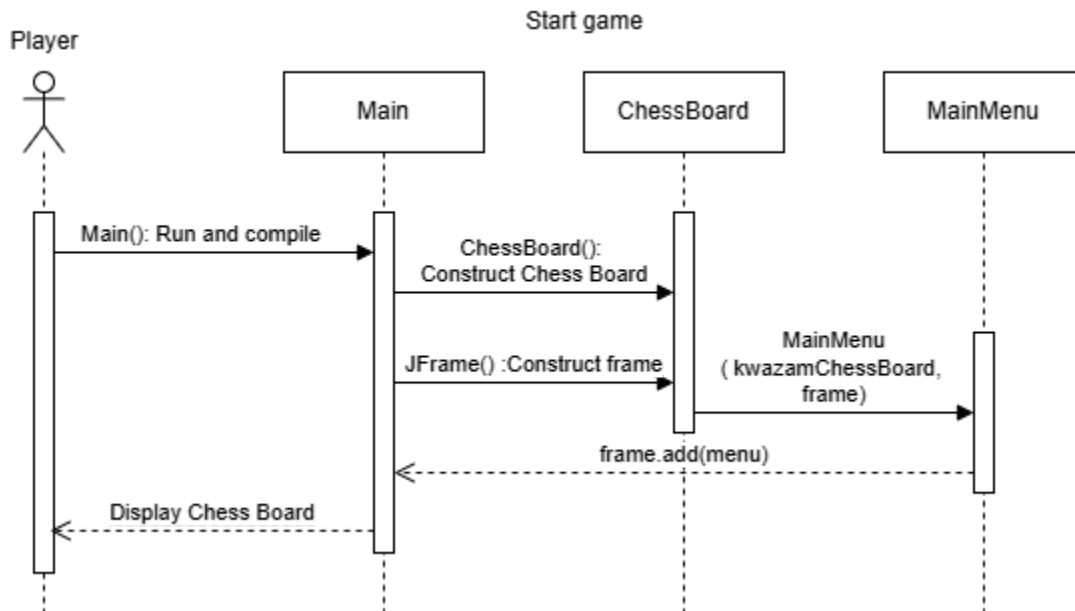 Start game
Player
Main
ChessBoard
MainMenu
Main(): Run and compile
ChessBoard():
Construct Chess Board
JFrame() :Construct frame
MainMenu
( kwazamChessBoard,
frame)
frame.add(menu)
Display Chess Board